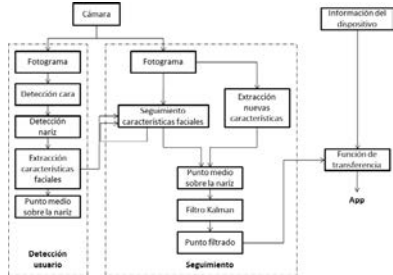 Cámara
Información del
dispositivo
Fotograma
Fotograma
Detección cara
Seguimiento
características faciales
Extracción
nuevas
características
Detección
nariz
Extracción
características
faciales
Función de
transferencia
Punto medio
sobre la nariz
Punto medio
sobre la nariz
App
Filtro Kalman
Punto filtrado
Detección
usuario
Seguimiento